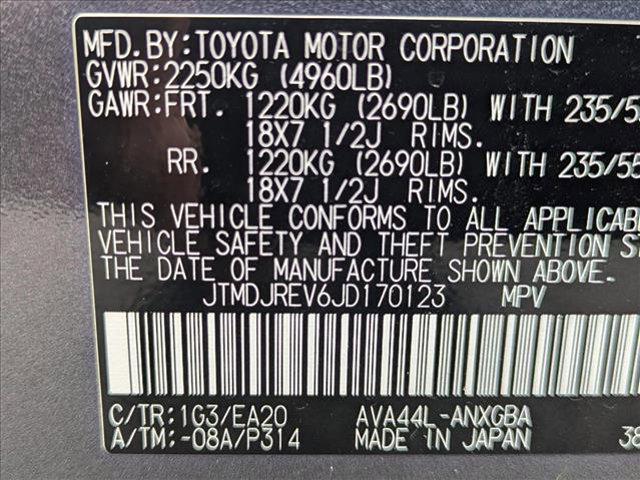 MFD.BY:TOYOTA MOTOR CORPORATION
GVWR:2250KG (4960LB)
GAWR:FRT. 1220KG (2690LB) WITH 235/5
18X7 1/2J RIMS.
RR. 1220KG (2690LB) WITH 235/55
18X7 1/2J RIMS.
THIS VEHICLE CONFORMS TO ALL APPLICABL
VEHICLE SAFETY AND THEFT PREVENTION S
THE DATE OF MANUFACTURE SHOWN ABOVE.
JTMDJREV6JD170123 MPV
C/TR:1G3/EA20 AVA44L-ANXGBA
A/TM:-08A/P314 MADE IN JAPAN 38